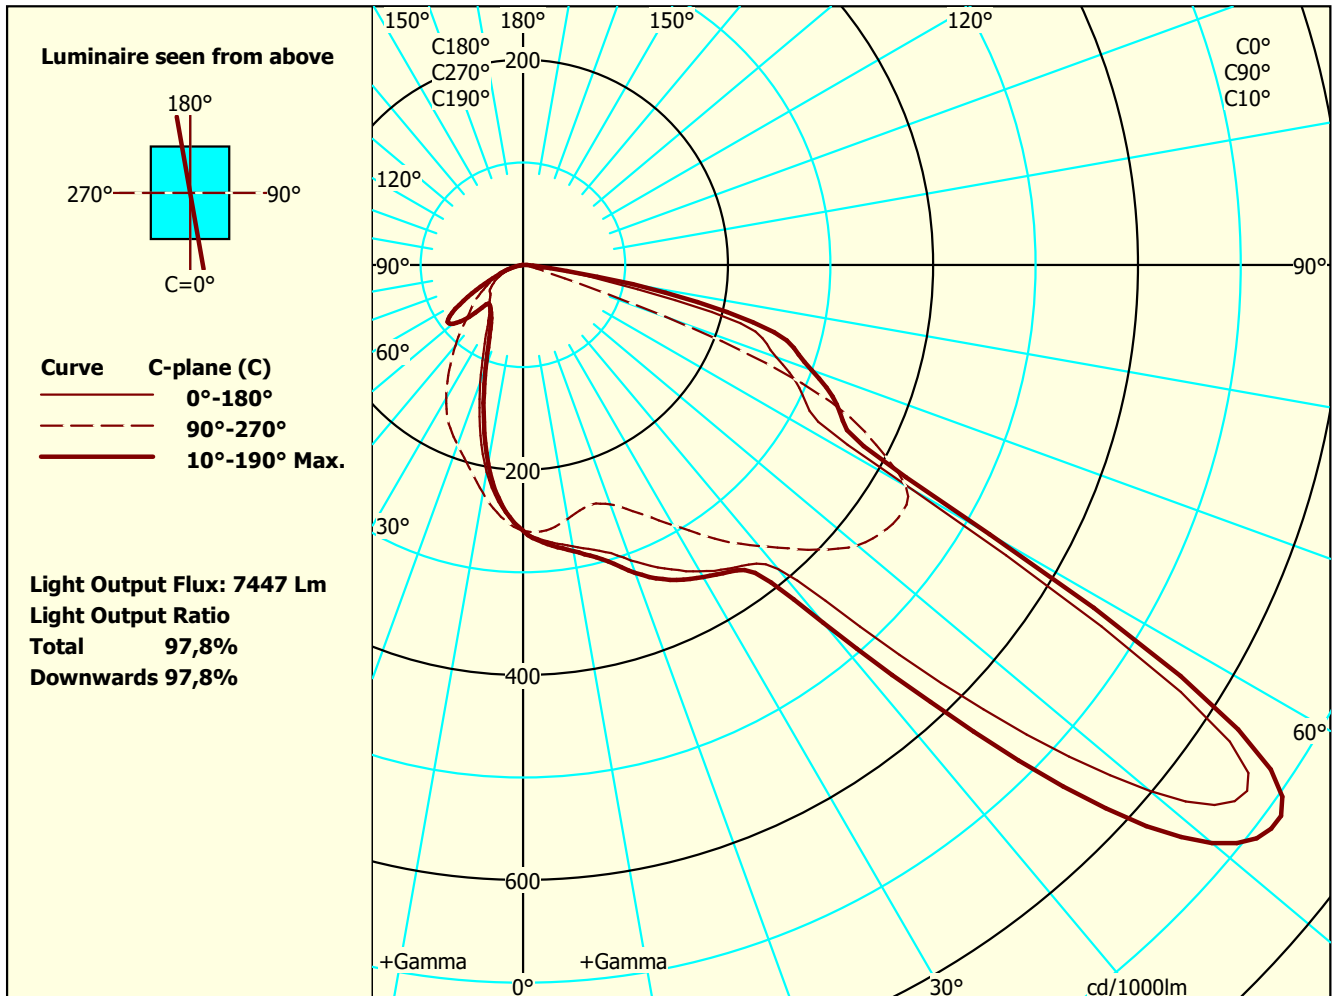 Luminaire seen from above
180°
270°
90°
C=0°
Curve C-plane (C)
0°-180°
90°-270°
10°-190° Max.
Light Output Flux: 7447 Lm
Light Output Ratio
Total 97,8%
Downwards 97,8%
150° 180° 150° 120°
C180°
C270°
C190°
C0°
C90°
C10°
200
120°
90° 90°
60°
200
30°
400
60°
600
+Gamma +Gamma
0° 30° cd/1000lm